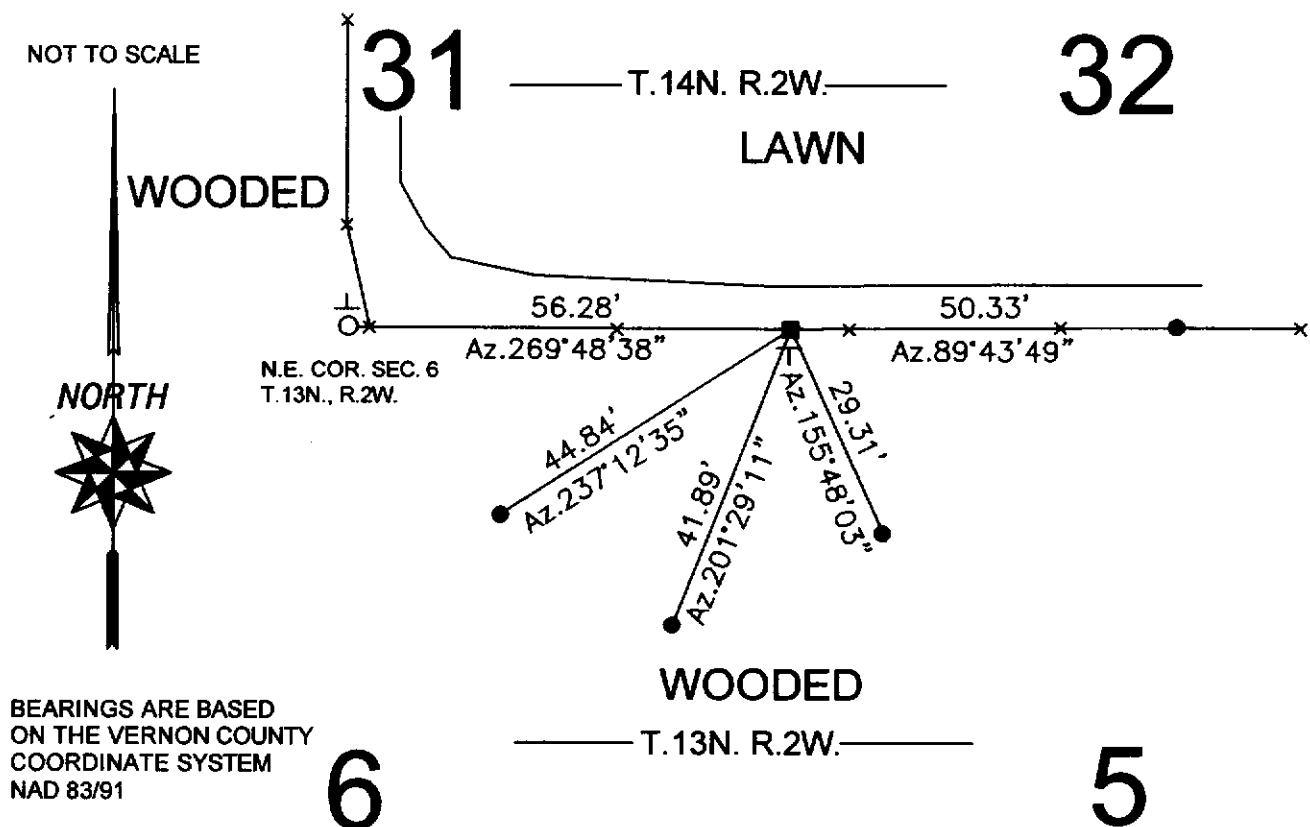 NOT TO SCALE
31
T.14N. R.2W.
32
LAWN
WOODED
56.28'
50.33'
Az.269°48'38"
Az.89°43'49"
N.E. COR. SEC. 6
T.13N., R.2W.
NORTH
44.84'
Az.237°12'35"
41.89'
Az.201°29'11"
29.31'
Az.155°48'03"
WOODED
T.13N. R.2W.
BEARINGS ARE BASED
ON THE VERNON COUNTY
COORDINATE SYSTEM
NAD 83/91
6
5